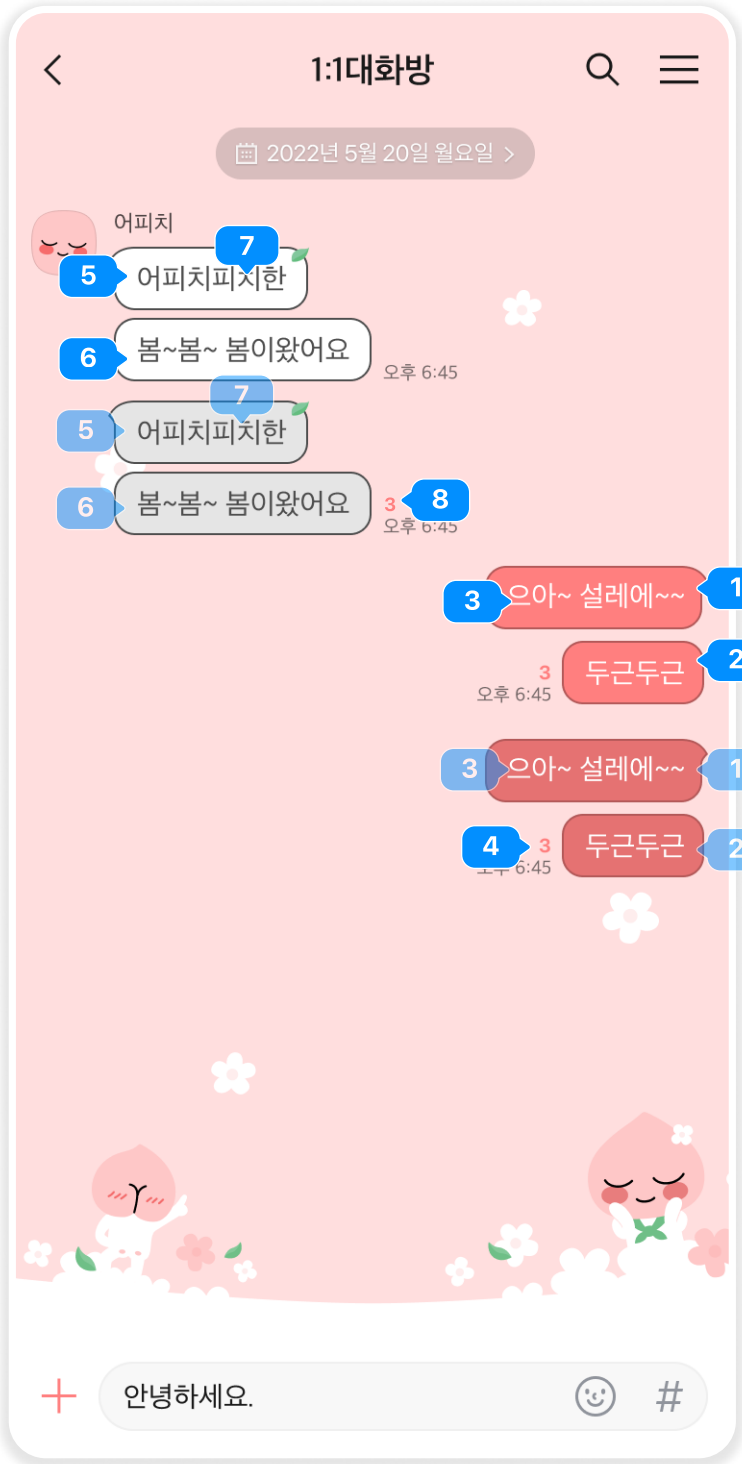 1:1대화방
2022년 5월 20일 월요일
어피치
7
5 어피치피치한
6 봄~봄~ 봄이왔어요
오후 6:45
7
5 어피치피치한
6 봄~봄~ 봄이왔어요 3 8
오후 6:45
3 으아~ 설레에~~ 1
두근두근 2
3
오후 6:45
3 으아~ 설레에~~ 1
4 3 두근두근 2
오후 6:45
안녕하세요. #